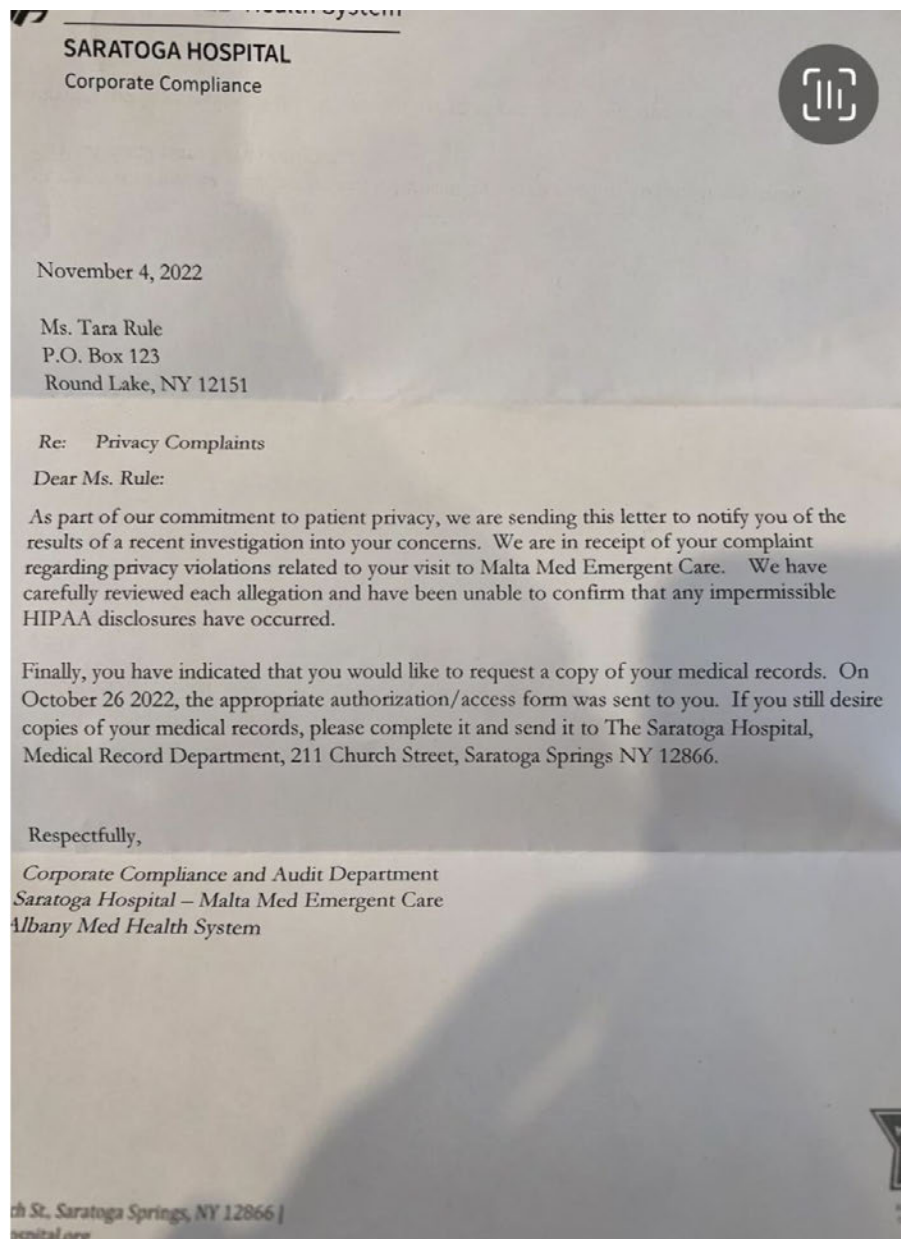 Health System
SARATOGA HOSPITAL
Corporate Compliance
November 4, 2022
Ms. Tara Rule
P.O. Box 123
Round Lake, NY 12151
Re: Privacy Complaints
Dear Ms. Rule:
As part of our commitment to patient privacy, we are sending this letter to notify you of the
results of a recent investigation into your concerns. We are in receipt of your complaint
regarding privacy violations related to your visit to Malta Med Emergent Care. We have
carefully reviewed each allegation and have been unable to confirm that any impermissible
HIPAA disclosures have occurred.
Finally, you have indicated that you would like to request a copy of your medical records. On
October 26 2022, the appropriate authorization/access form was sent to you. If you still desire
copies of your medical records, please complete it and send it to The Saratoga Hospital,
Medical Record Department, 211 Church Street, Saratoga Springs NY 12866.
Respectfully,
Corporate Compliance and Audit Department
Saratoga Hospital – Malta Med Emergent Care
Albany Med Health System
ch St., Saratoga Springs, NY 12866 |